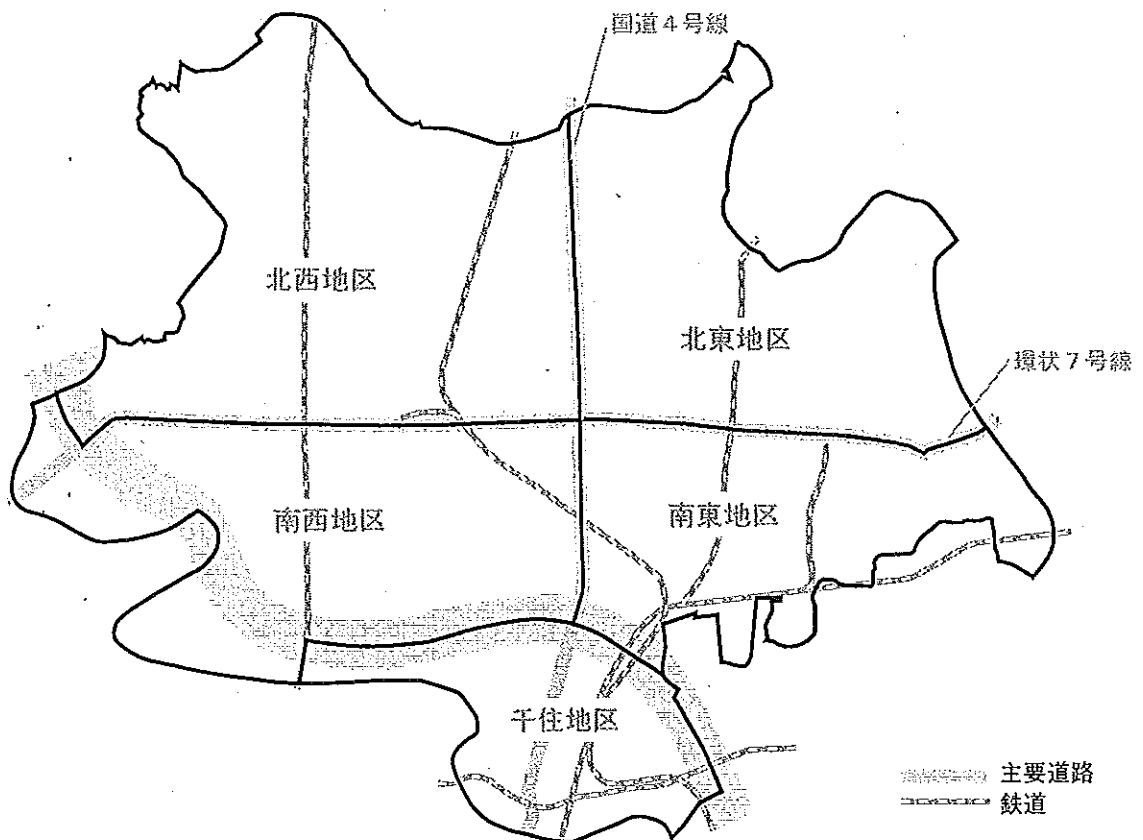 国道4号線
北西地区
北東地区
環状7号線
南西地区
南東地区
千住地区
主要道路
鉄道